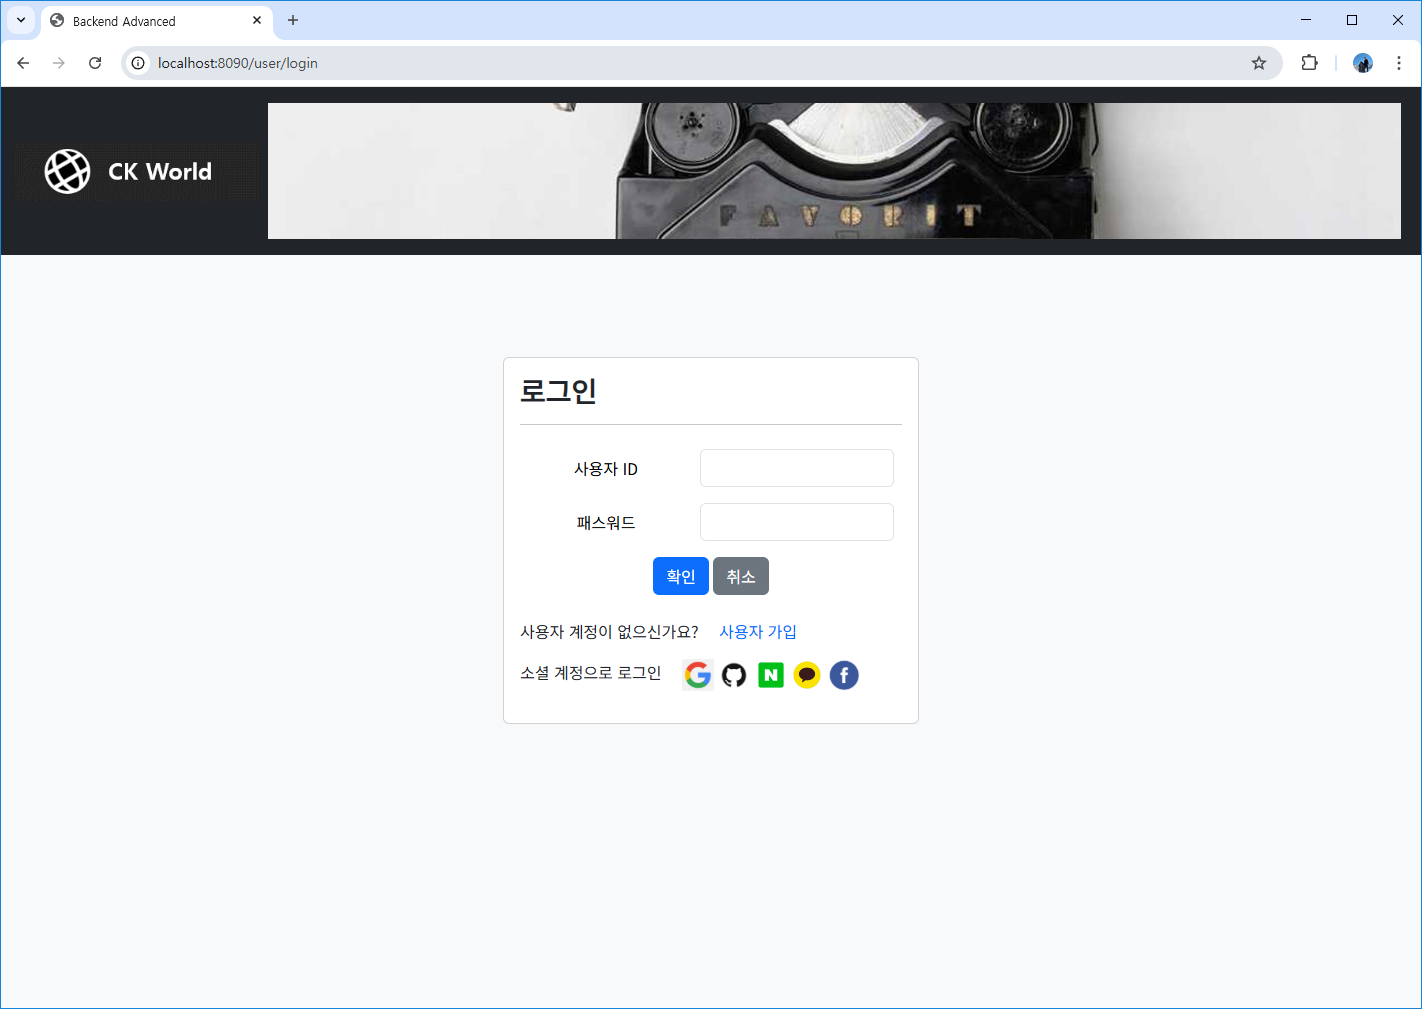 Backend Advanced
localhost:8090/user/login
CK World
FAVORIT
로그인
사용자 ID
패스워드
확인 취소
사용자 계정이 없으신가요? 사용자 가입
소셜 계정으로 로그인 G N f